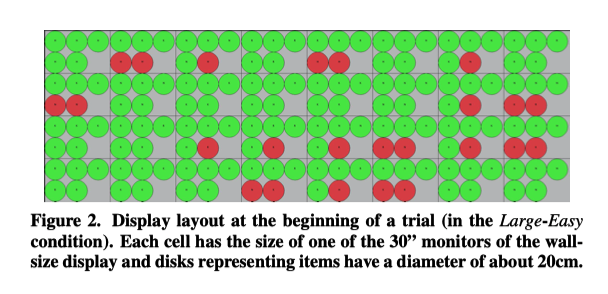 Figure 2. Display layout at the beginning of a trial (in the Large-Easy
condition). Each cell has the size of one of the 30” monitors of the wall-
size display and disks representing items have a diameter of about 20cm.